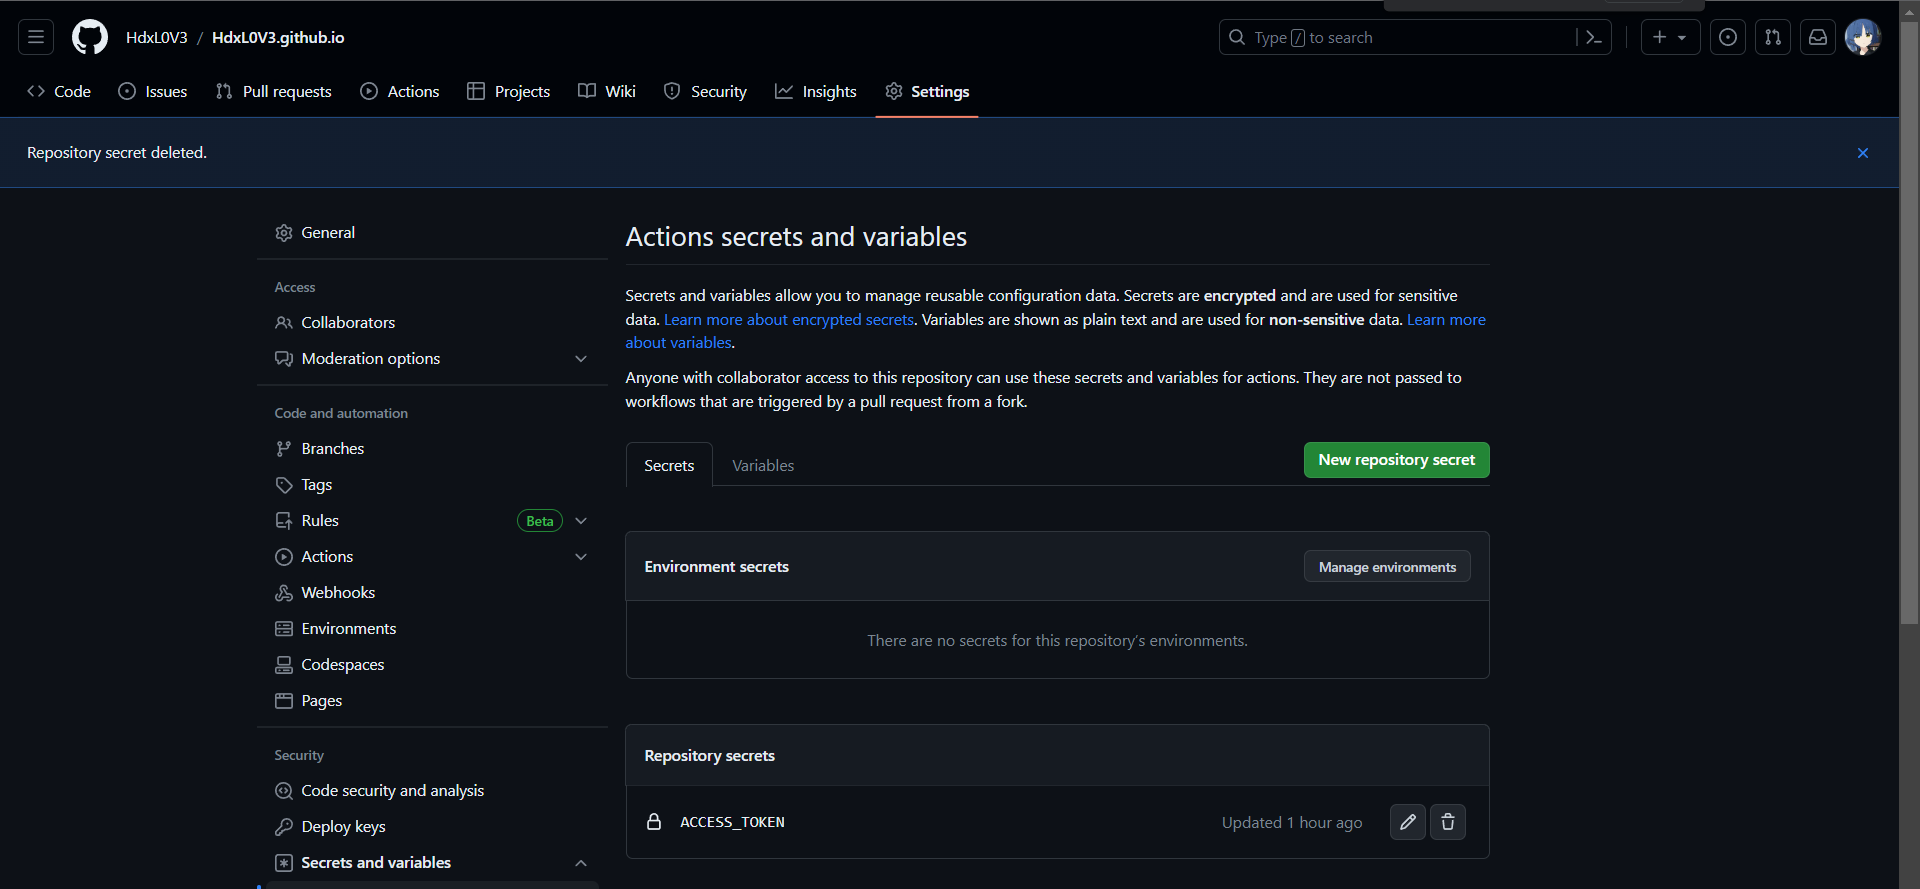 HdxL0V3 / HdxL0V3.github.io
Type / to search
Code Issues Pull requests Actions Projects Wiki Security Insights Settings
Repository secret deleted.
General
Access
Collaborators
Moderation options
Code and automation
Branches
Tags
Rules Beta
Actions
Webhooks
Environments
Codespaces
Pages
Security
Code security and analysis
Deploy keys
Secrets and variables
Actions secrets and variables
Secrets and variables allow you to manage reusable configuration data. Secrets are encrypted and are used for sensitive
data. Learn more about encrypted secrets. Variables are shown as plain text and are used for non-sensitive data. Learn more
about variables.
Anyone with collaborator access to this repository can use these secrets and variables for actions. They are not passed to
workflows that are triggered by a pull request from a fork.
Secrets Variables New repository secret
Environment secrets Manage environments
There are no secrets for this repository’s environments.
Repository secrets
ACCESS_TOKEN Updated 1 hour ago